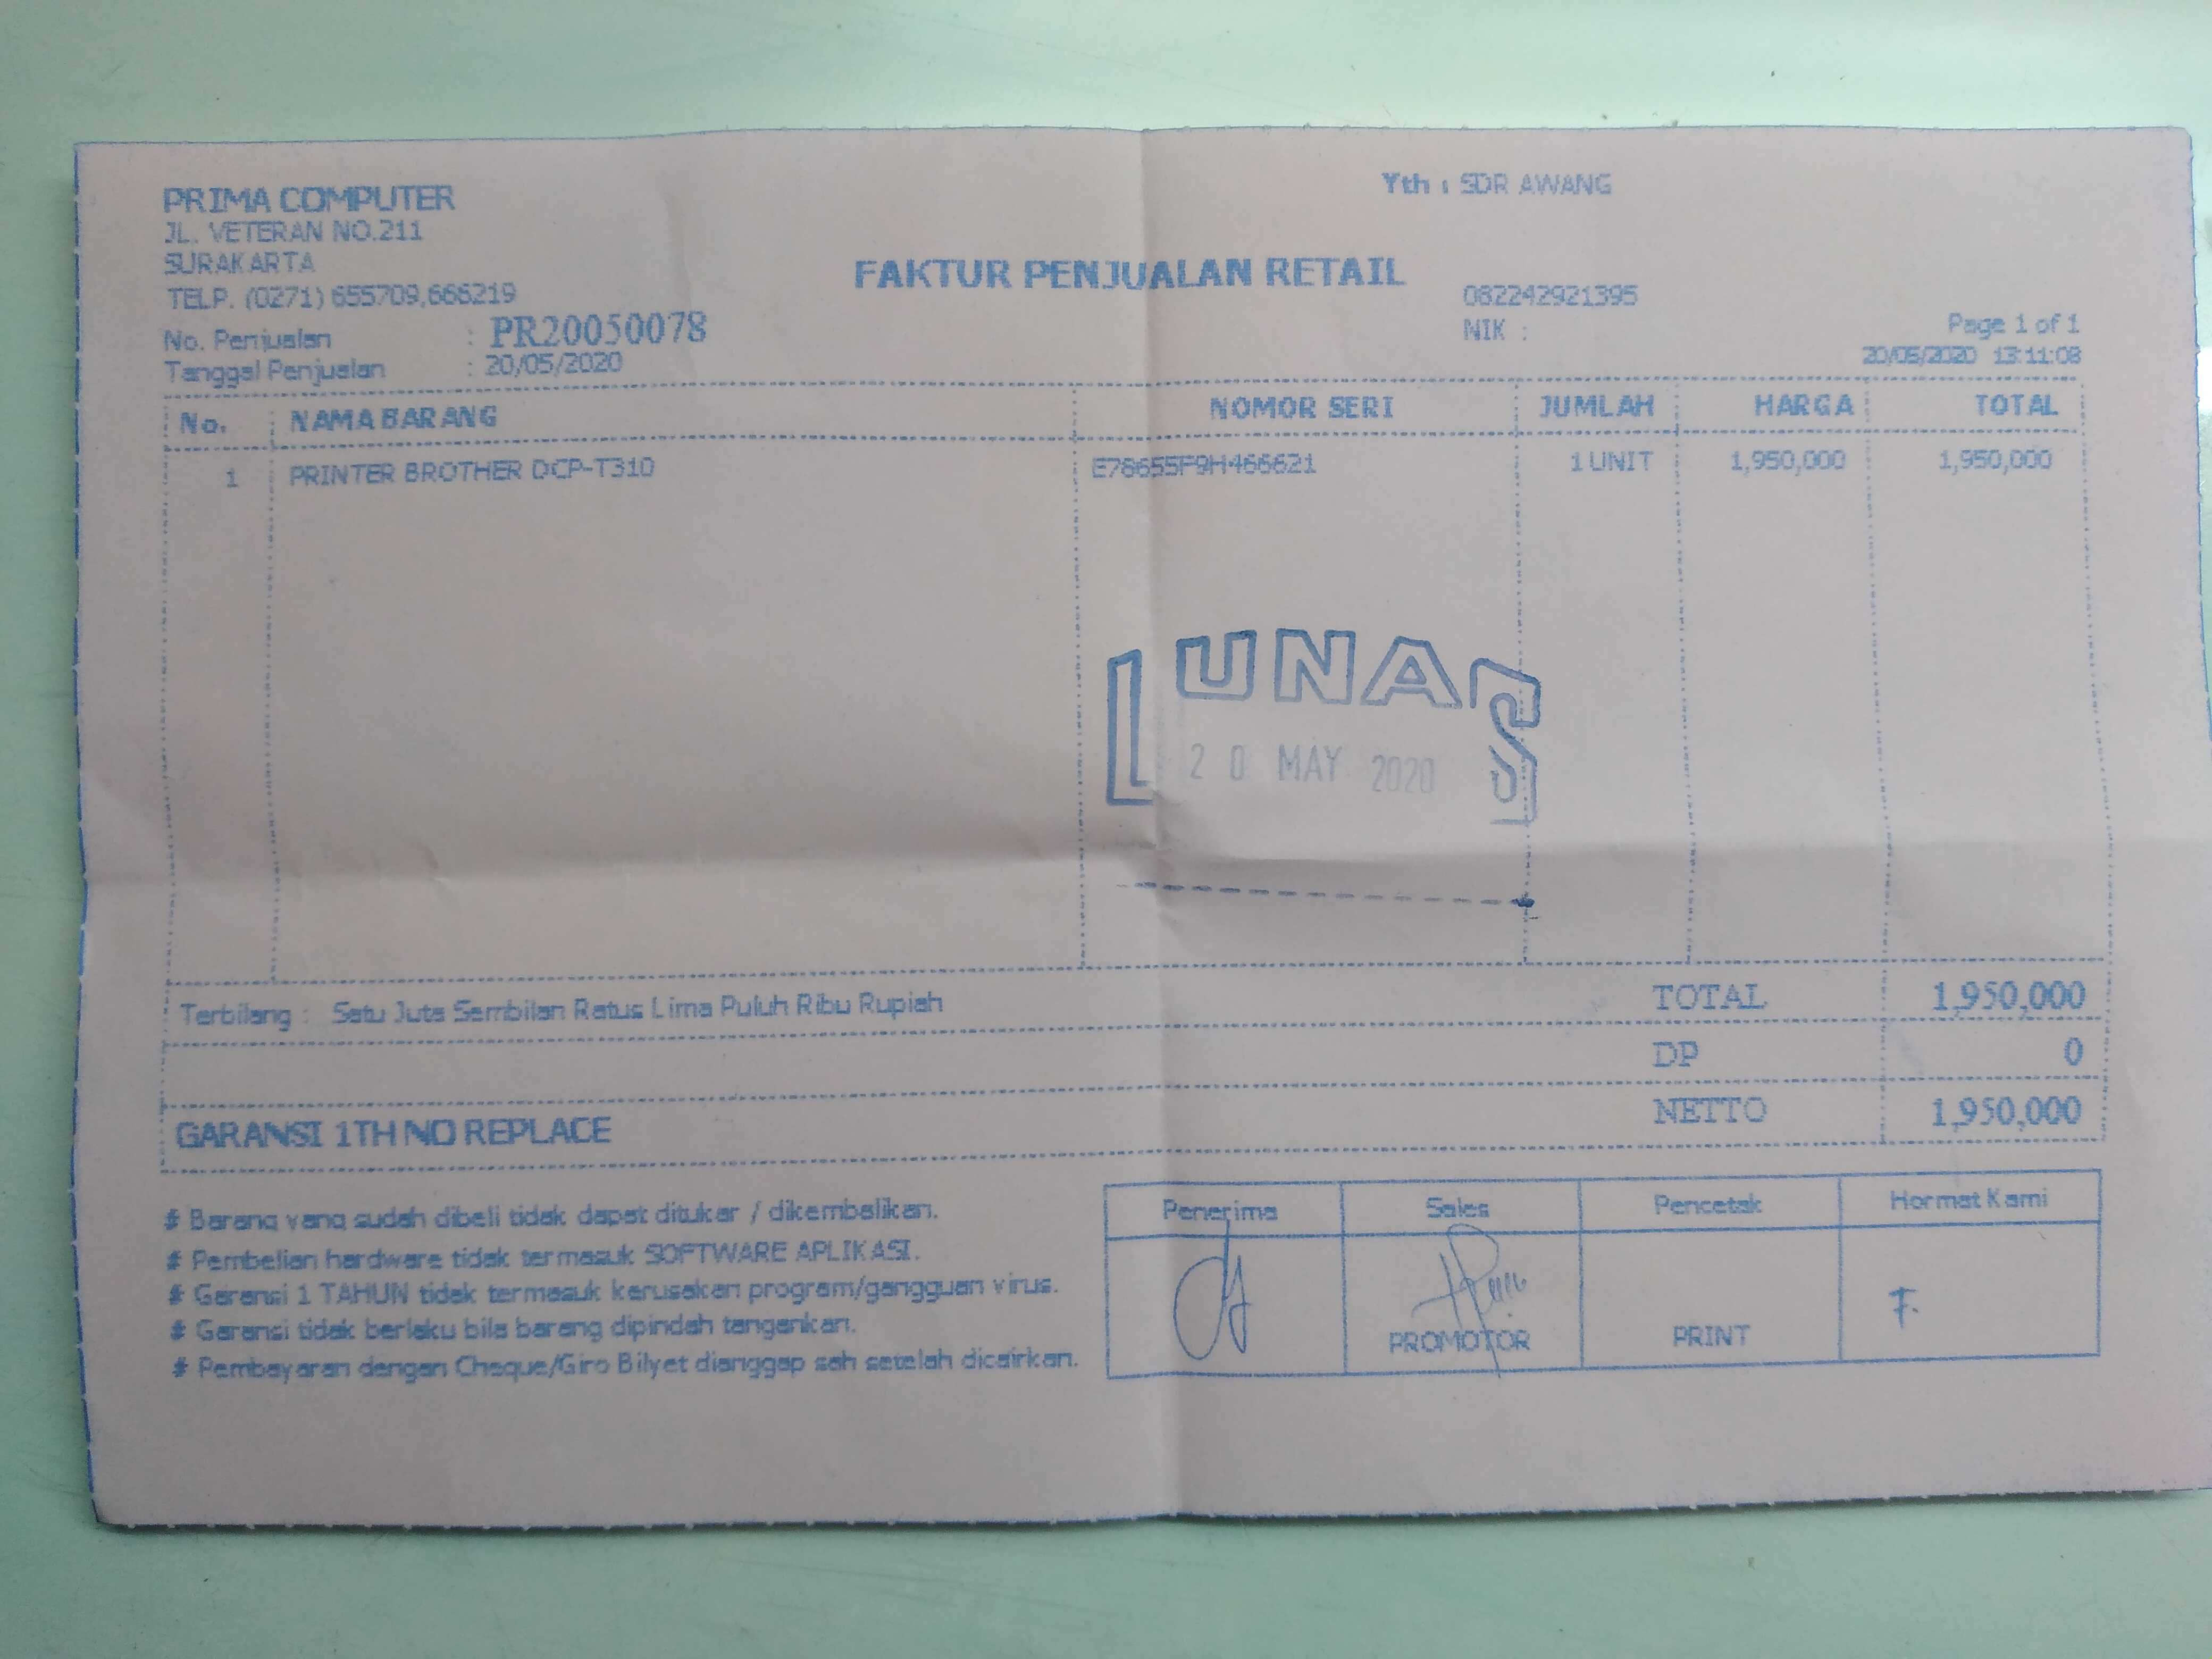 PRIMA COMPUTER
JL. VETERAN NO.211
SURAKARTA
TELP. (0271) 655709,666219
Yth : SDR AWANG
FAKTUR PENJUALAN RETAIL
082242921395
NIK :
No. Penjualan : PR20050078
Tanggal Penjualan : 20/05/2020
Page 1 of 1
20/05/2020 13:11:08
No. NAMA BARANG NOMOR SERI JUMLAH HARGA TOTAL
1 PRINTER BROTHER DCP-T310 E78655F9H466621 1 UNIT 1,950,000 1,950,000
LUNAS
20 MAY 2020
Terbilang : Satu Juta Sembilan Ratus Lima Puluh Ribu Rupiah TOTAL 1,950,000
DP 0
GARANSI 1TH NO REPLACE NETTO 1,950,000
# Barang yang sudah dibeli tidak dapat ditukar / dikembalikan.
# Pembelian hardware tidak termasuk SOFTWARE APLIKASI.
# Garansi 1 TAHUN tidak termasuk kerusakan program/gangguan virus.
# Garansi tidak berlaku bila barang dipindah tangankan.
# Pembayaran dengan Cheque/Giro Bilyet dianggap sah setelah dicairkan.
Penerima Sales Pencetak Hormat Kami
PROMOTOR PRINT